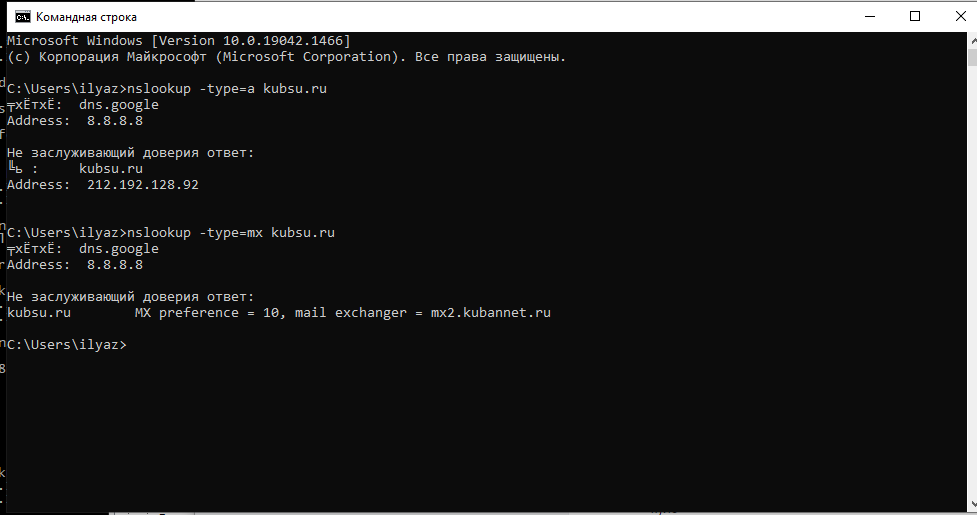 Командная строка
Microsoft Windows [Version 10.0.19042.1466]
(c) Корпорация Майкрософт (Microsoft Corporation). Все права защищены.
C:\Users\ilyaz>nslookup -type=a kubsu.ru
╤хЁтхЁ:  dns.google
Address:  8.8.8.8
Не заслуживающий доверия ответ:
╚ь :     kubsu.ru
Address:  212.192.128.92
C:\Users\ilyaz>nslookup -type=mx kubsu.ru
╤хЁтхЁ:  dns.google
Address:  8.8.8.8
Не заслуживающий доверия ответ:
kubsu.ru        MX preference = 10, mail exchanger = mx2.kubannet.ru
C:\Users\ilyaz>